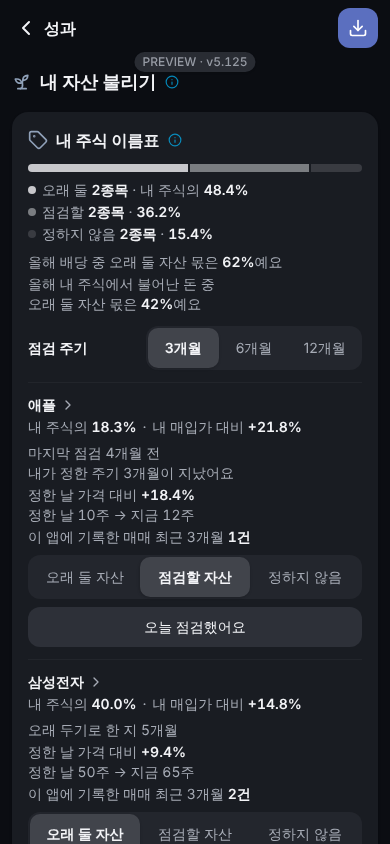 성과
PREVIEW · v5.125
내 자산 불리기
내 주식 이름표
오래 둘 2종목 · 내 주식의 48.4%
점검할 2종목 · 36.2%
정하지 않음 2종목 · 15.4%
올해 배당 중 오래 둘 자산 몫은 62%예요
올해 내 주식에서 불어난 돈 중
오래 둘 자산 몫은 42%예요
점검 주기 3개월 6개월 12개월
애플
내 주식의 18.3% · 내 매입가 대비 +21.8%
마지막 점검 4개월 전
내가 정한 주기 3개월이 지났어요
정한 날 가격 대비 +18.4%
정한 날 10주 → 지금 12주
이 앱에 기록한 매매 최근 3개월 1건
오래 둘 자산 점검할 자산 정하지 않음
오늘 점검했어요
삼성전자
내 주식의 40.0% · 내 매입가 대비 +14.8%
오래 두기로 한 지 5개월
정한 날 가격 대비 +9.4%
정한 날 50주 → 지금 65주
이 앱에 기록한 매매 최근 3개월 2건
오래 둘 자산 점검할 자산 정하지 않음